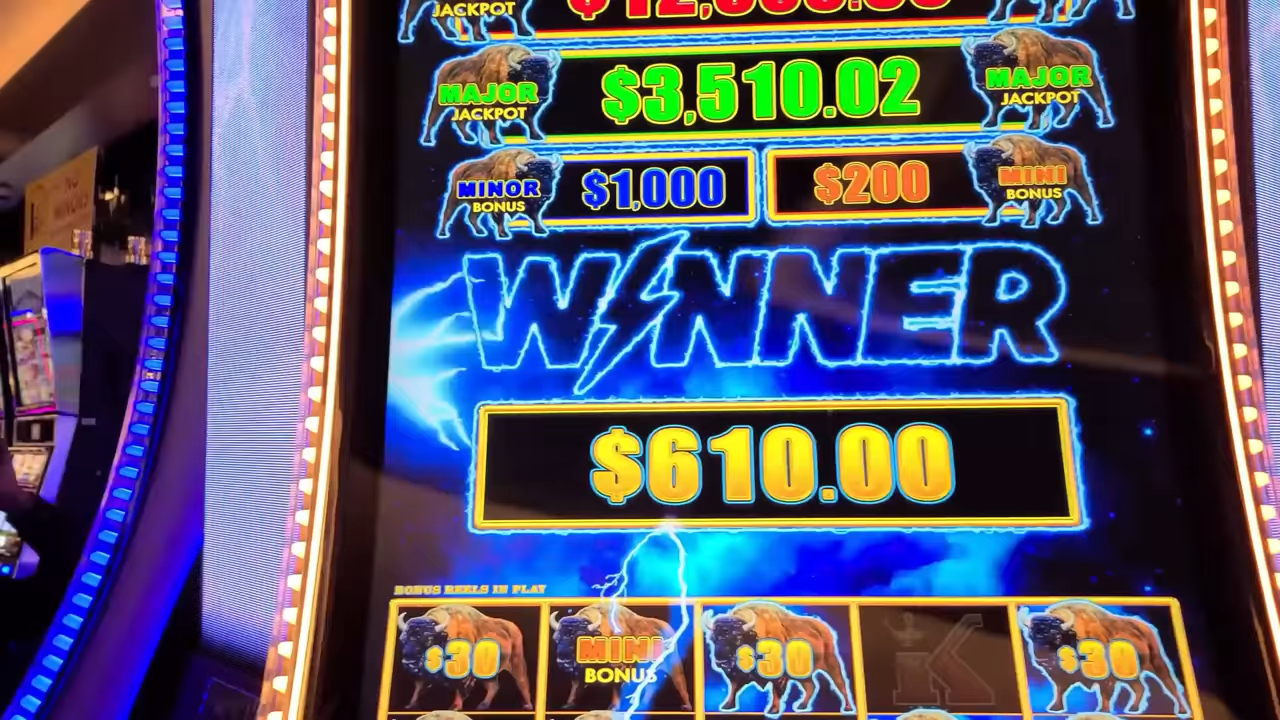 JACKPOT
MAJOR JACKPOT $3,510.02 MAJOR JACKPOT
MINOR BONUS $1,000 $200 MINI BONUS
WINNER
$610.00
BONUS REELS IN PLAY
$30 MINI BONUS $30 K $30